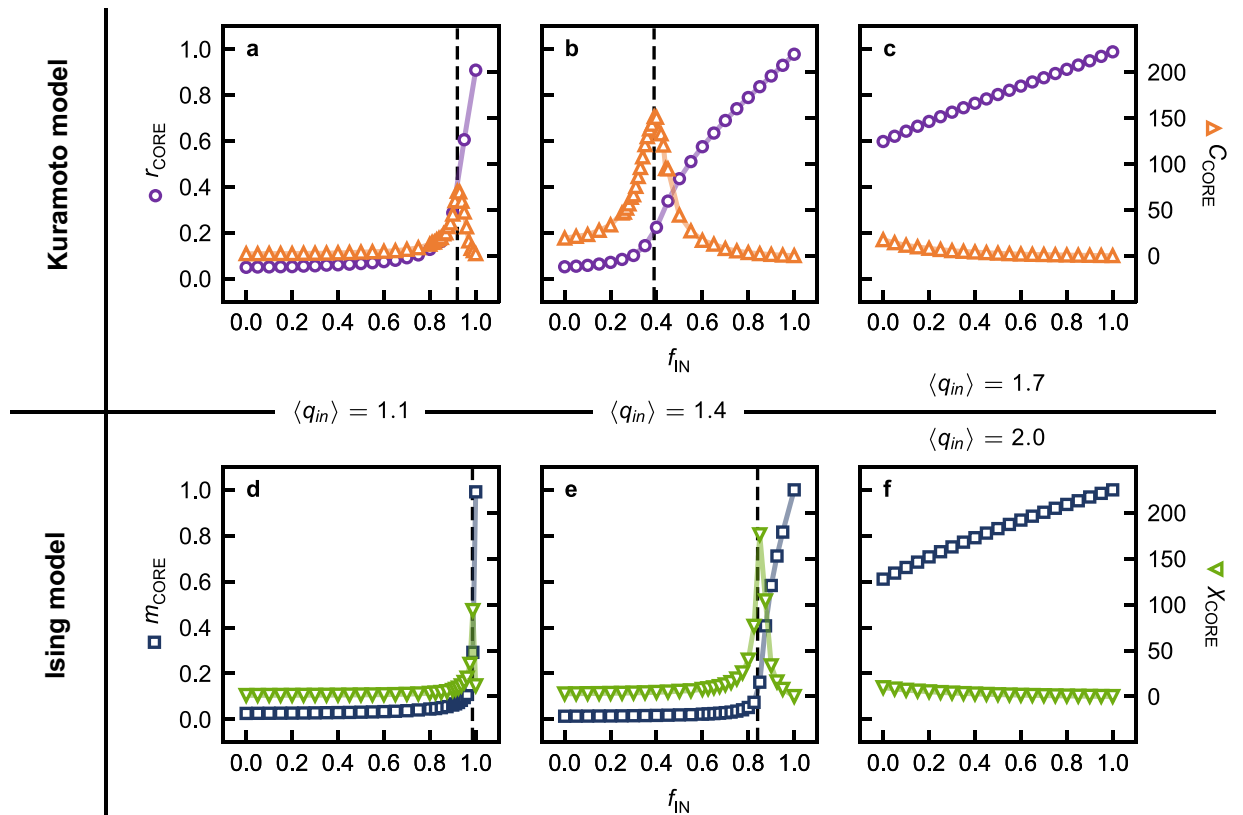 Kuramoto model
a
b
c
1.0
0.8
0.6
0.4
0.2
0.0
r_CORE
200
150
100
50
0
C_CORE
0.0 0.2 0.4 0.6 0.8 1.0
0.0 0.2 0.4 0.6 0.8 1.0
0.0 0.2 0.4 0.6 0.8 1.0
f_IN
⟨q_in⟩ = 1.7
⟨q_in⟩ = 1.1
⟨q_in⟩ = 1.4
⟨q_in⟩ = 2.0
Ising model
d
e
f
1.0
0.8
0.6
0.4
0.2
0.0
m_CORE
200
150
100
50
0
χ_CORE
0.0 0.2 0.4 0.6 0.8 1.0
0.0 0.2 0.4 0.6 0.8 1.0
0.0 0.2 0.4 0.6 0.8 1.0
f_IN